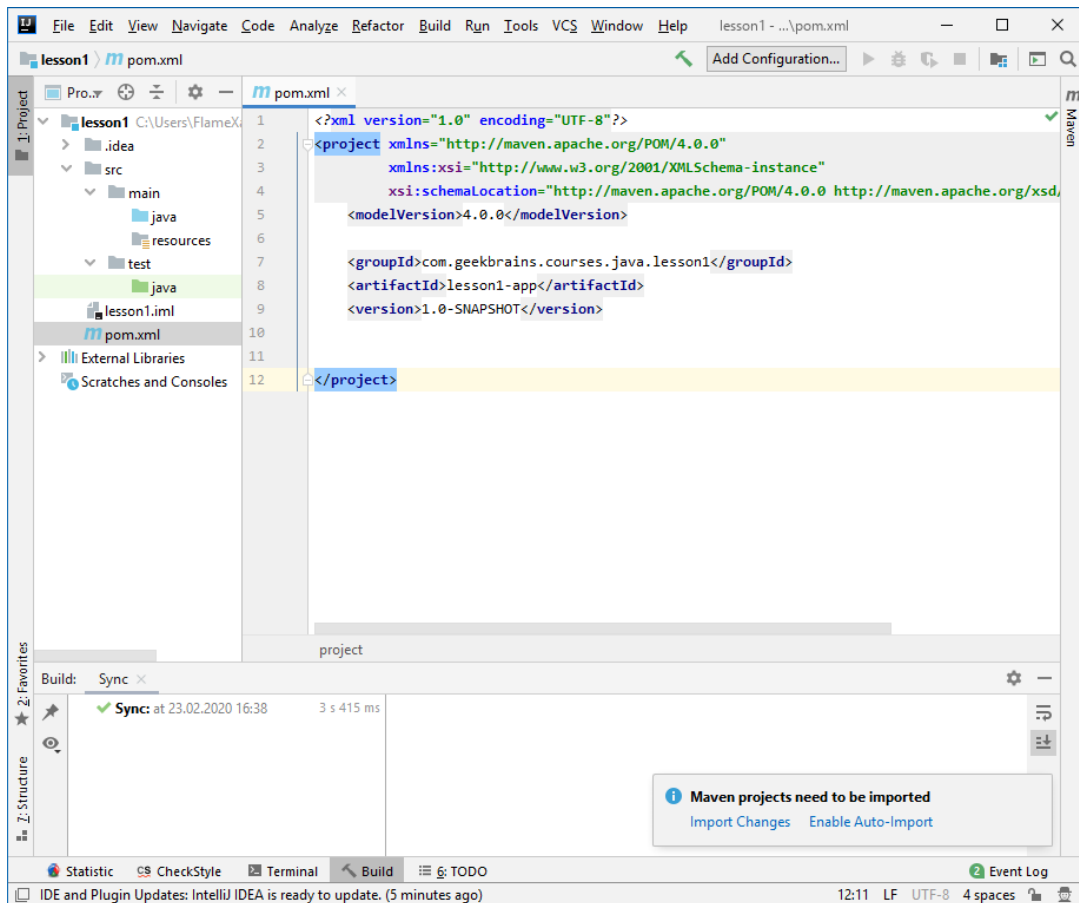 File Edit View Navigate Code Analyze Refactor Build Run Tools VCS Window Help lesson1 - ...\pom.xml
lesson1 m pom.xml Add Configuration...
1: Project
Pro..
m pom.xml
m Maven
lesson1 C:\Users\FlameXa
.idea
src
main
java
resources
test
java
lesson1.iml
m pom.xml
External Libraries
Scratches and Consoles
1 <?xml version="1.0" encoding="UTF-8"?>
2 <project xmlns="http://maven.apache.org/POM/4.0.0"
3 xmlns:xsi="http://www.w3.org/2001/XMLSchema-instance"
4 xsi:schemaLocation="http://maven.apache.org/POM/4.0.0 http://maven.apache.org/xsd/
5 <modelVersion>4.0.0</modelVersion>
6
7 <groupId>com.geekbrains.courses.java.lesson1</groupId>
8 <artifactId>lesson1-app</artifactId>
9 <version>1.0-SNAPSHOT</version>
10
11
12 </project>
project
2: Favorites
7: Structure
Build: Sync
Sync: at 23.02.2020 16:38 3 s 415 ms
Maven projects need to be imported
Import Changes Enable Auto-Import
Statistic CS CheckStyle Terminal Build 6: TODO 2 Event Log
IDE and Plugin Updates: IntelliJ IDEA is ready to update. (5 minutes ago) 12:11 LF UTF-8 4 spaces